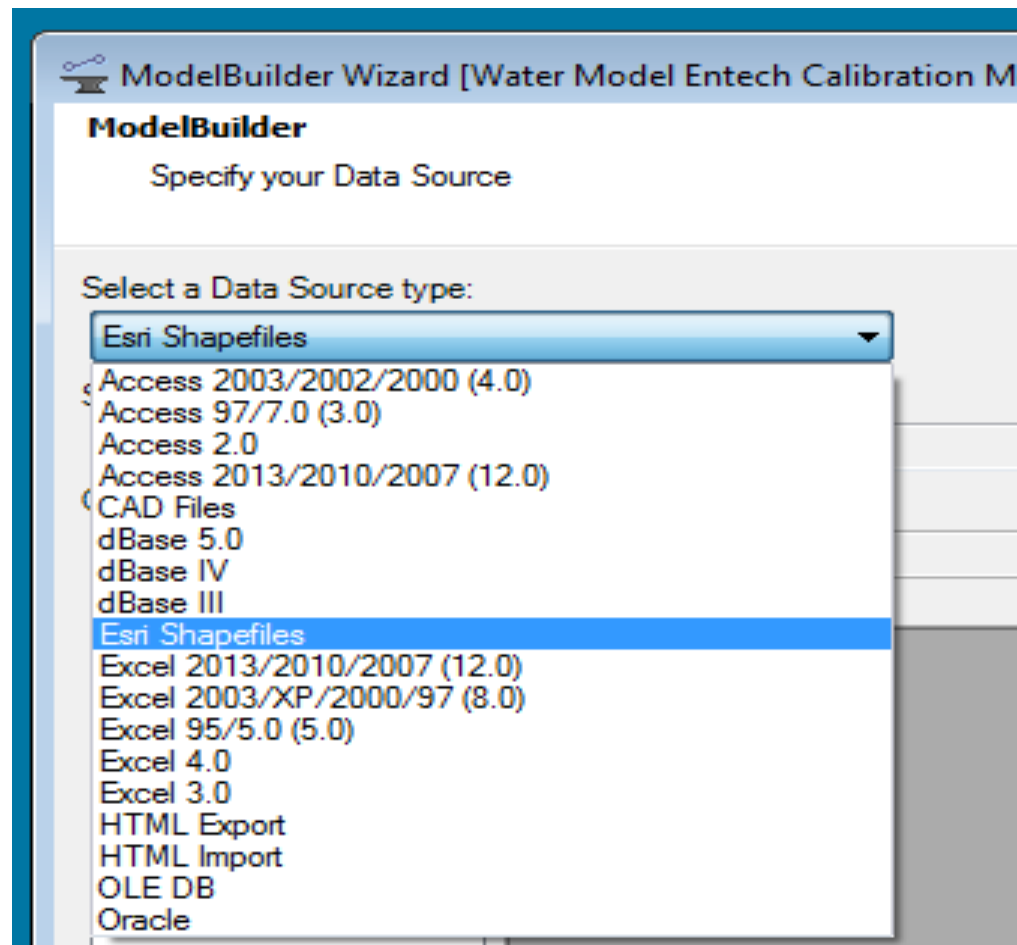 ModelBuilder Wizard [Water Model Entech Calibration M
ModelBuilder
Specify your Data Source
Select a Data Source type:
Esri Shapefiles
Access 2003/2002/2000 (4.0)
Access 97/7.0 (3.0)
Access 2.0
Access 2013/2010/2007 (12.0)
CAD Files
dBase 5.0
dBase IV
dBase III
Esri Shapefiles
Excel 2013/2010/2007 (12.0)
Excel 2003/XP/2000/97 (8.0)
Excel 95/5.0 (5.0)
Excel 4.0
Excel 3.0
HTML Export
HTML Import
OLE DB
Oracle